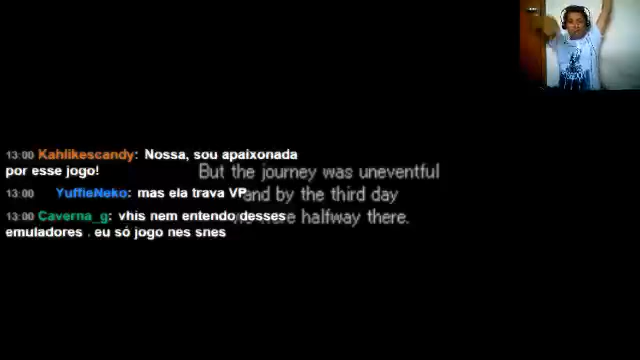 13:00 Kahlikescandy: Nossa, sou apaixonada
por esse jogo!
13:00 YuffieNeko: mas ela trava VP
13:00 Caverna_g: vhis nem entendo desses
emuladores . eu só jogo nes snes
But the journey was uneventful
and by the third day
were halfway there.